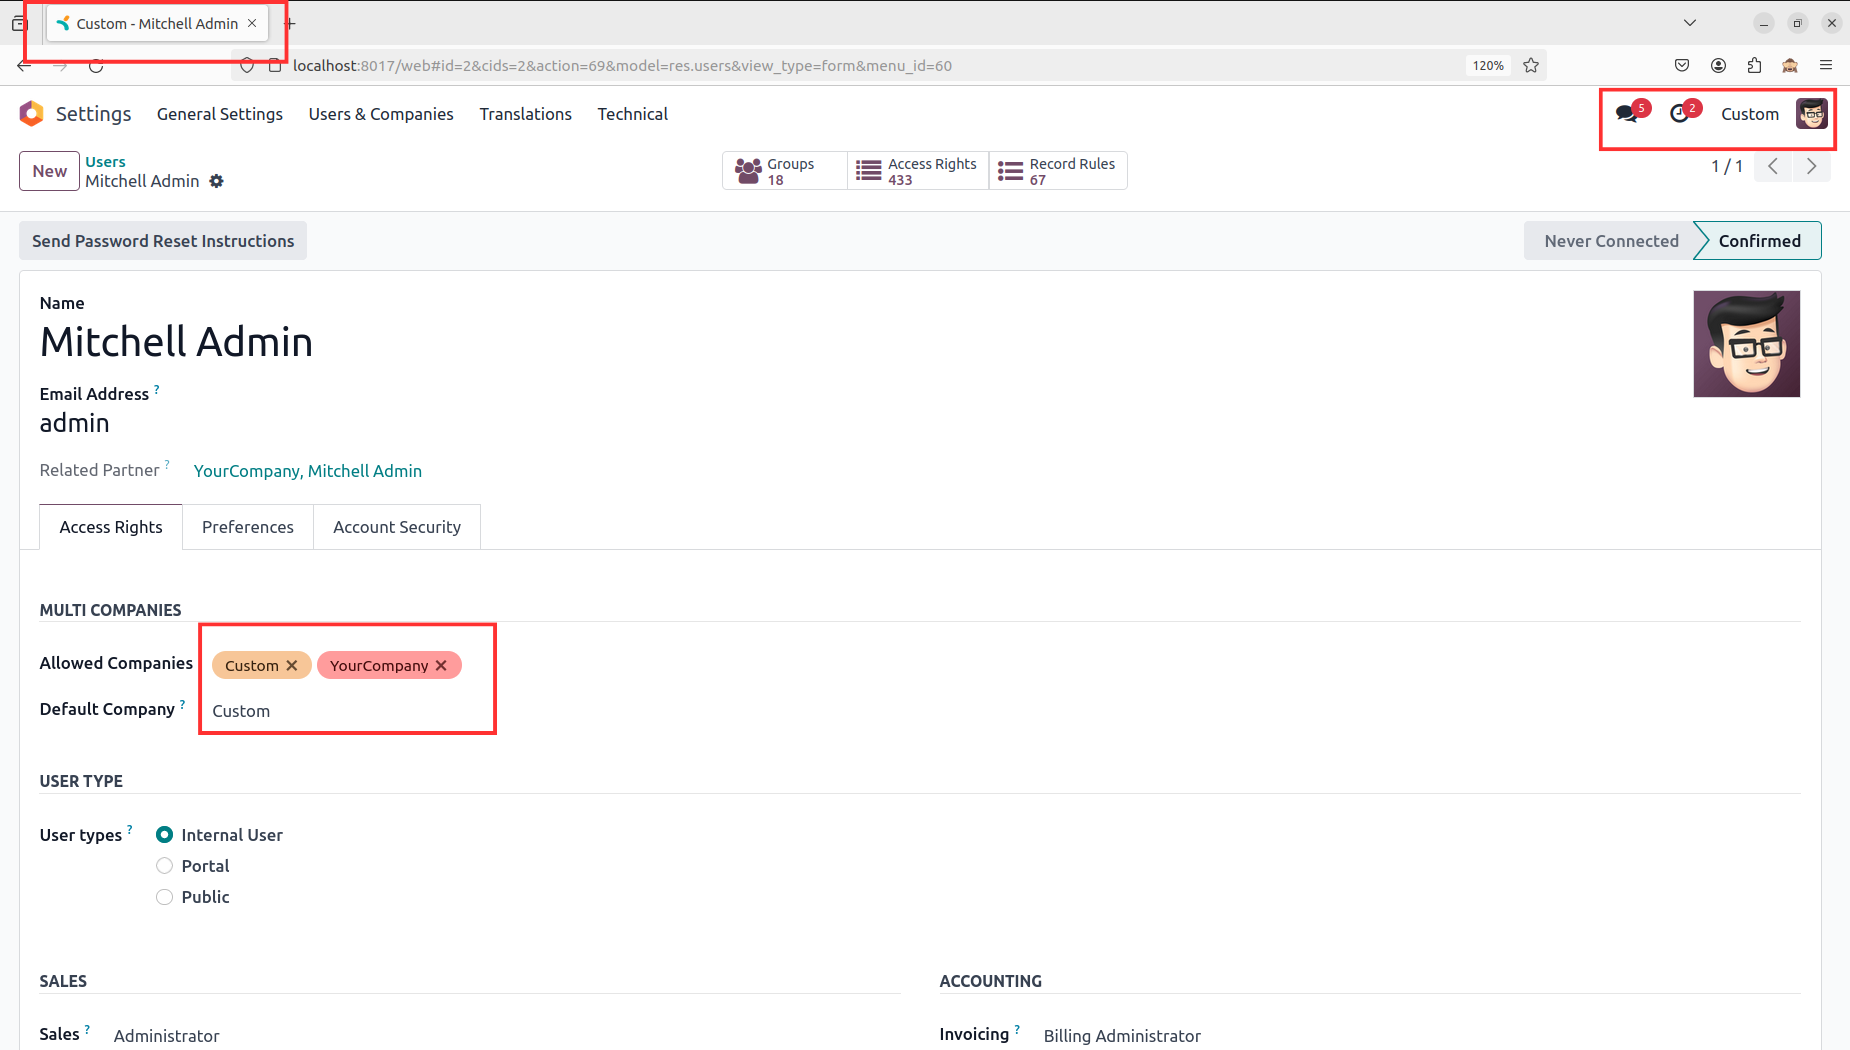 Custom - Mitchell Admin
localhost:8017/web#id=2&cids=2&action=69&model=res.users&view_type=form&menu_id=60
120%
Settings General Settings Users & Companies Translations Technical
5 2 Custom
New Users
Mitchell Admin
Groups
18
Access Rights
433
Record Rules
67
1 / 1
Send Password Reset Instructions
Never Connected Confirmed
Name
Mitchell Admin
Email Address ?
admin
Related Partner ? YourCompany, Mitchell Admin
Access Rights Preferences Account Security
MULTI COMPANIES
Allowed Companies Custom YourCompany
Default Company ? Custom
USER TYPE
User types ? Internal User
Portal
Public
SALES ACCOUNTING
Sales ? Administrator Invoicing ? Billing Administrator